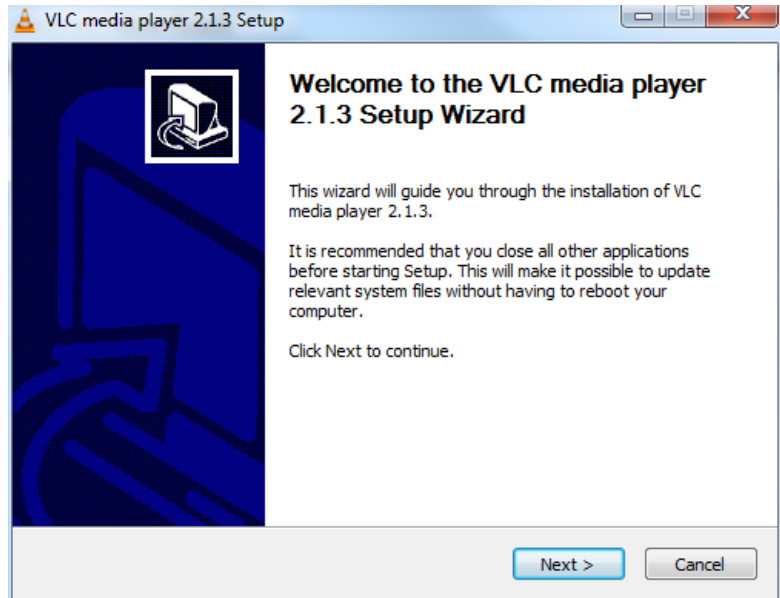 VLC media player 2.1.3 Setup
Welcome to the VLC media player
2.1.3 Setup Wizard
This wizard will guide you through the installation of VLC
media player 2.1.3.
It is recommended that you close all other applications
before starting Setup. This will make it possible to update
relevant system files without having to reboot your
computer.
Click Next to continue.
Next >
Cancel